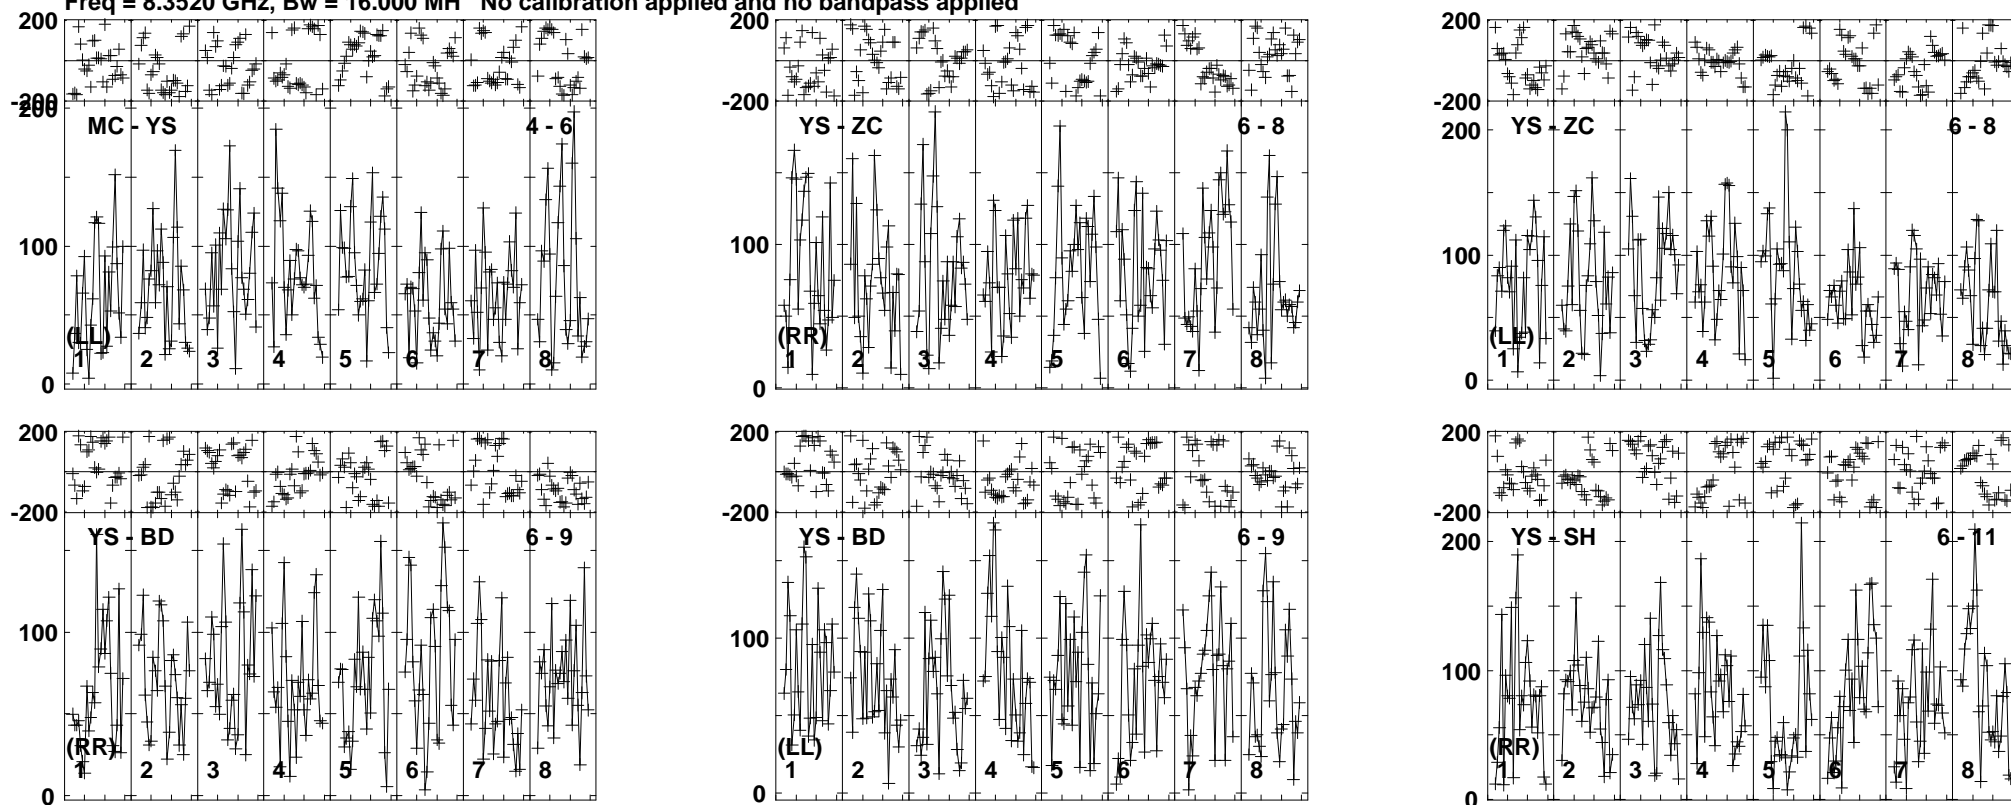 Freq = 8.3520 GHz, Bw = 16.000 MH No calibration applied and no bandpass applied
200
-200
200
MC - YS
4 - 6
100
(LL)
1 2 3 4 5 6 7 8
0
200
-200
YS - ZC
6 - 8
100
(RR)
1 2 3 4 5 6 7 8
0
200
-200
200
YS - ZC
6 - 8
100
(LL)
1 2 3 4 5 6 7 8
0
200
-200
YS - BD
6 - 9
100
(RR)
1 2 3 4 5 6 7 8
0
200
-200
YS - BD
6 - 9
100
(LL)
1 2 3 4 5 6 7 8
0
200
-200
200
YS - SH
6 - 11
100
(RR)
1 2 3 4 5 6 7 8
0